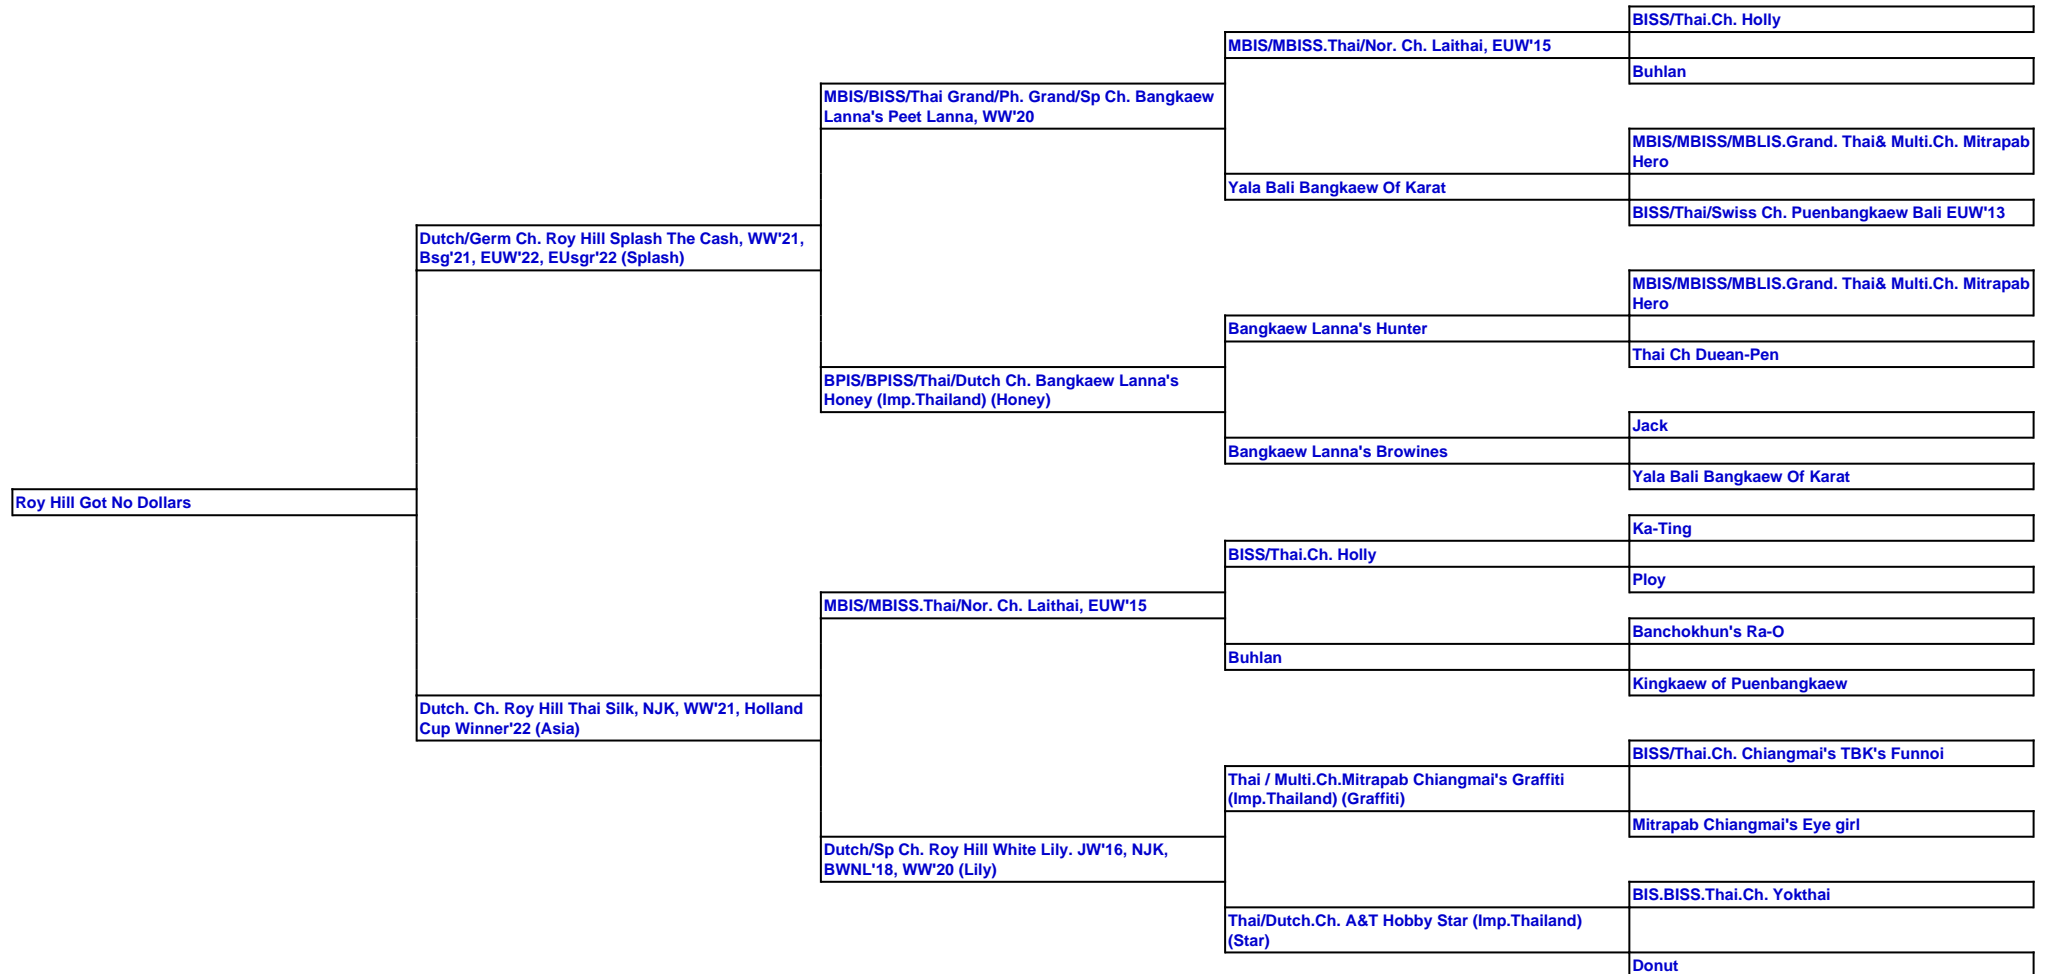 BISS/Thai.Ch. Holly
MBIS/MBISS.Thai/Nor. Ch. Laithai, EUW'15
Buhlan
MBIS/BISS/Thai Grand/Ph. Grand/Sp Ch. Bangkaew
Lanna's Peet Lanna, WW'20
MBIS/MBISS/MBLIS.Grand. Thai& Multi.Ch. Mitrapab
Hero
Yala Bali Bangkaew Of Karat
BISS/Thai/Swiss Ch. Puenbangkaew Bali EUW'13
Dutch/Germ Ch. Roy Hill Splash The Cash, WW'21,
Bsg'21, EUW'22, EUsgr'22 (Splash)
MBIS/MBISS/MBLIS.Grand. Thai& Multi.Ch. Mitrapab
Hero
Bangkaew Lanna's Hunter
Thai Ch Duean-Pen
BPIS/BPISS/Thai/Dutch Ch. Bangkaew Lanna's
Honey (Imp.Thailand) (Honey)
Jack
Bangkaew Lanna's Browines
Yala Bali Bangkaew Of Karat
Roy Hill Got No Dollars
Ka-Ting
BISS/Thai.Ch. Holly
Ploy
MBIS/MBISS.Thai/Nor. Ch. Laithai, EUW'15
Banchokhun's Ra-O
Buhlan
Kingkaew of Puenbangkaew
Dutch. Ch. Roy Hill Thai Silk, NJK, WW'21, Holland
Cup Winner'22 (Asia)
BISS/Thai.Ch. Chiangmai's TBK's Funnoi
Thai / Multi.Ch.Mitrapab Chiangmai's Graffiti
(Imp.Thailand) (Graffiti)
Mitrapab Chiangmai's Eye girl
Dutch/Sp Ch. Roy Hill White Lily. JW'16, NJK,
BWNL'18, WW'20 (Lily)
BIS.BISS.Thai.Ch. Yokthai
Thai/Dutch.Ch. A&T Hobby Star (Imp.Thailand)
(Star)
Donut